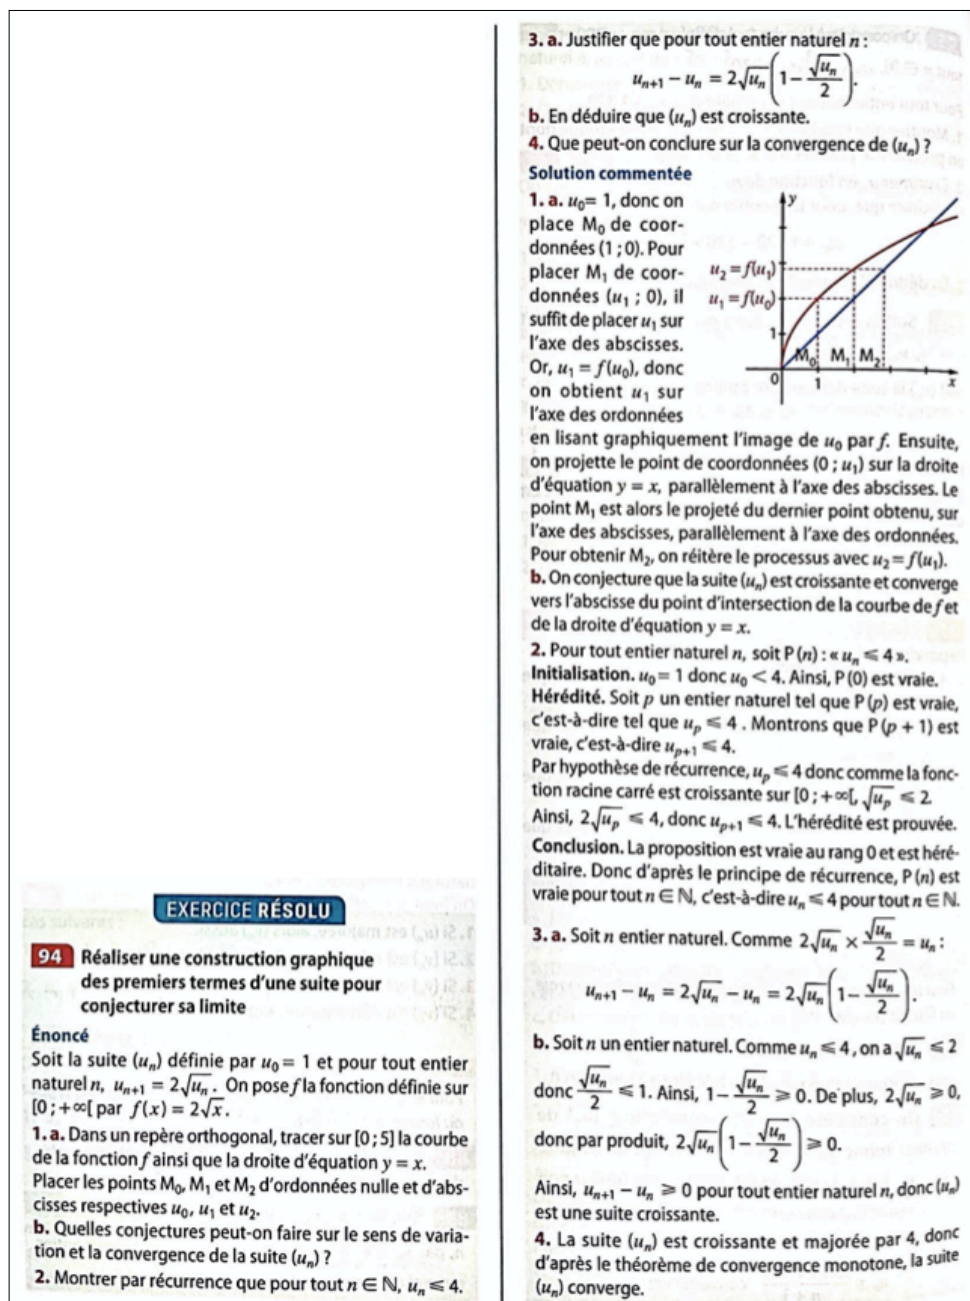 EXERCICE RÉSOLU
94 Réaliser une construction graphique
des premiers termes d'une suite pour
conjecturer sa limite
Énoncé
Soit la suite (uₙ) définie par u₀ = 1 et pour tout entier
naturel n, uₙ₊₁ = 2√uₙ. On pose f la fonction définie sur
[0 ; +∞[ par f(x) = 2√x.
1. a. Dans un repère orthogonal, tracer sur [0 ; 5] la courbe
de la fonction f ainsi que la droite d'équation y = x.
Placer les points M₀, M₁ et M₂ d'ordonnées nulle et d'abs-
cisses respectives u₀, u₁ et u₂.
b. Quelles conjectures peut-on faire sur le sens de varia-
tion et la convergence de la suite (uₙ) ?
2. Montrer par récurrence que pour tout n ∈ ℕ, uₙ ⩽ 4.
3. a. Justifier que pour tout entier naturel n :
uₙ₊₁ − uₙ = 2√uₙ(1 − √uₙ/2).
b. En déduire que (uₙ) est croissante.
4. Que peut-on conclure sur la convergence de (uₙ) ?
Solution commentée
1. a. u₀ = 1, donc on
place M₀ de coor-
données (1 ; 0). Pour
placer M₁ de coor-
données (u₁ ; 0), il
suffit de placer u₁ sur
l'axe des abscisses.
Or, u₁ = f(u₀), donc
on obtient u₁ sur
l'axe des ordonnées
y
u₂ = f(u₁)
u₁ = f(u₀)
1
M₀ M₁ M₂
0 1 x
en lisant graphiquement l'image de u₀ par f. Ensuite,
on projette le point de coordonnées (0 ; u₁) sur la droite
d'équation y = x, parallèlement à l'axe des abscisses. Le
point M₁ est alors le projeté du dernier point obtenu, sur
l'axe des abscisses, parallèlement à l'axe des ordonnées.
Pour obtenir M₂, on réitère le processus avec u₂ = f(u₁).
b. On conjecture que la suite (uₙ) est croissante et converge
vers l'abscisse du point d'intersection de la courbe de f et
de la droite d'équation y = x.
2. Pour tout entier naturel n, soit P(n) : « uₙ ⩽ 4 ».
Initialisation. u₀ = 1 donc u₀ < 4. Ainsi, P(0) est vraie.
Hérédité. Soit p un entier naturel tel que P(p) est vraie,
c'est-à-dire tel que uₚ ⩽ 4 . Montrons que P(p + 1) est
vraie, c'est-à-dire uₚ₊₁ ⩽ 4.
Par hypothèse de récurrence, uₚ ⩽ 4 donc comme la fonc-
tion racine carré est croissante sur [0 ; +∞[, √uₚ ⩽ 2.
Ainsi, 2√uₚ ⩽ 4, donc uₚ₊₁ ⩽ 4. L'hérédité est prouvée.
Conclusion. La proposition est vraie au rang 0 et est héré-
ditaire. Donc d'après le principe de récurrence, P(n) est
vraie pour tout n ∈ ℕ, c'est-à-dire uₙ ⩽ 4 pour tout n ∈ ℕ.
3. a. Soit n entier naturel. Comme 2√uₙ × √uₙ/2 = uₙ :
uₙ₊₁ − uₙ = 2√uₙ − uₙ = 2√uₙ(1 − √uₙ/2).
b. Soit n un entier naturel. Comme uₙ ⩽ 4, on a √uₙ ⩽ 2
donc √uₙ/2 ⩽ 1. Ainsi, 1 − √uₙ/2 ⩾ 0. De plus, 2√uₙ ⩾ 0,
donc par produit, 2√uₙ(1 − √uₙ/2) ⩾ 0.
Ainsi, uₙ₊₁ − uₙ ⩾ 0 pour tout entier naturel n, donc (uₙ)
est une suite croissante.
4. La suite (uₙ) est croissante et majorée par 4, donc
d'après le théorème de convergence monotone, la suite
(uₙ) converge.